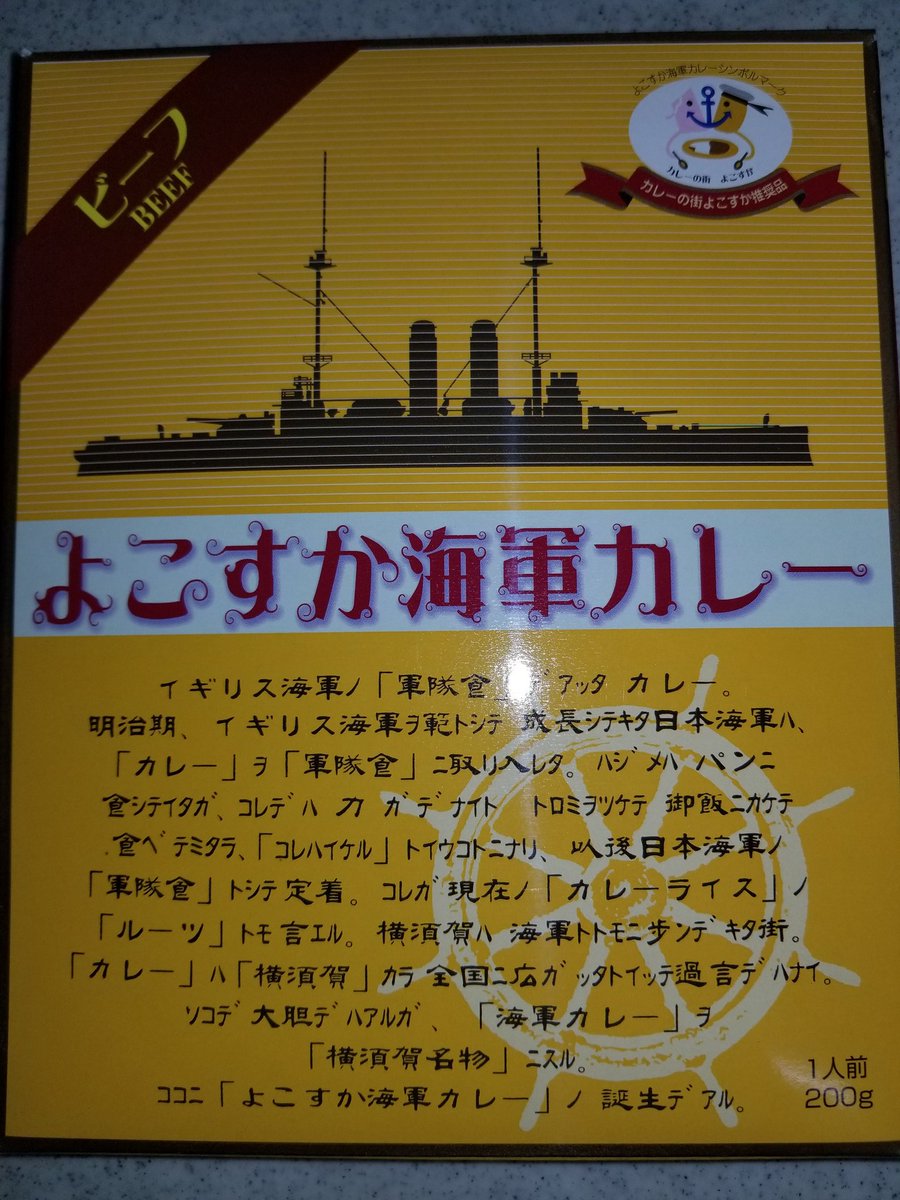 ビーフ
BEEF
よこすか海軍カレーシンボルマーク
カレーの街 よこすか
カレーの街よこすか推奨品
よこすか海軍カレー
イギリス海軍ノ「軍隊食」デアッタ カレー。
明治期、イギリス海軍ヲ範トシテ 成長シテキタ日本海軍ハ、
「カレー」ヲ「軍隊食」ニ取リ入レタ。ハジメハ パンニ
食シテイタガ、コレデハ 力 ガデナイト トロミヲツケテ 御飯ニカケテ
食ベテミタラ、「コレハイケル」トイウコトニナリ、以後日本海軍ノ
「軍隊食」トシテ定着。コレガ現在ノ「カレーライス」ノ
「ルーツ」トモ言エル。横須賀ハ 海軍トトモニ歩ンデキタ街。
「カレー」ハ「横須賀」カラ 全国ニ広ガッタトイッテ過言デハナイ。
ソコデ 大胆デハアルガ、「海軍カレー」ヲ
「横須賀名物」ニスル。
ココニ「よこすか海軍カレー」ノ 誕生デアル。
1人前
200g